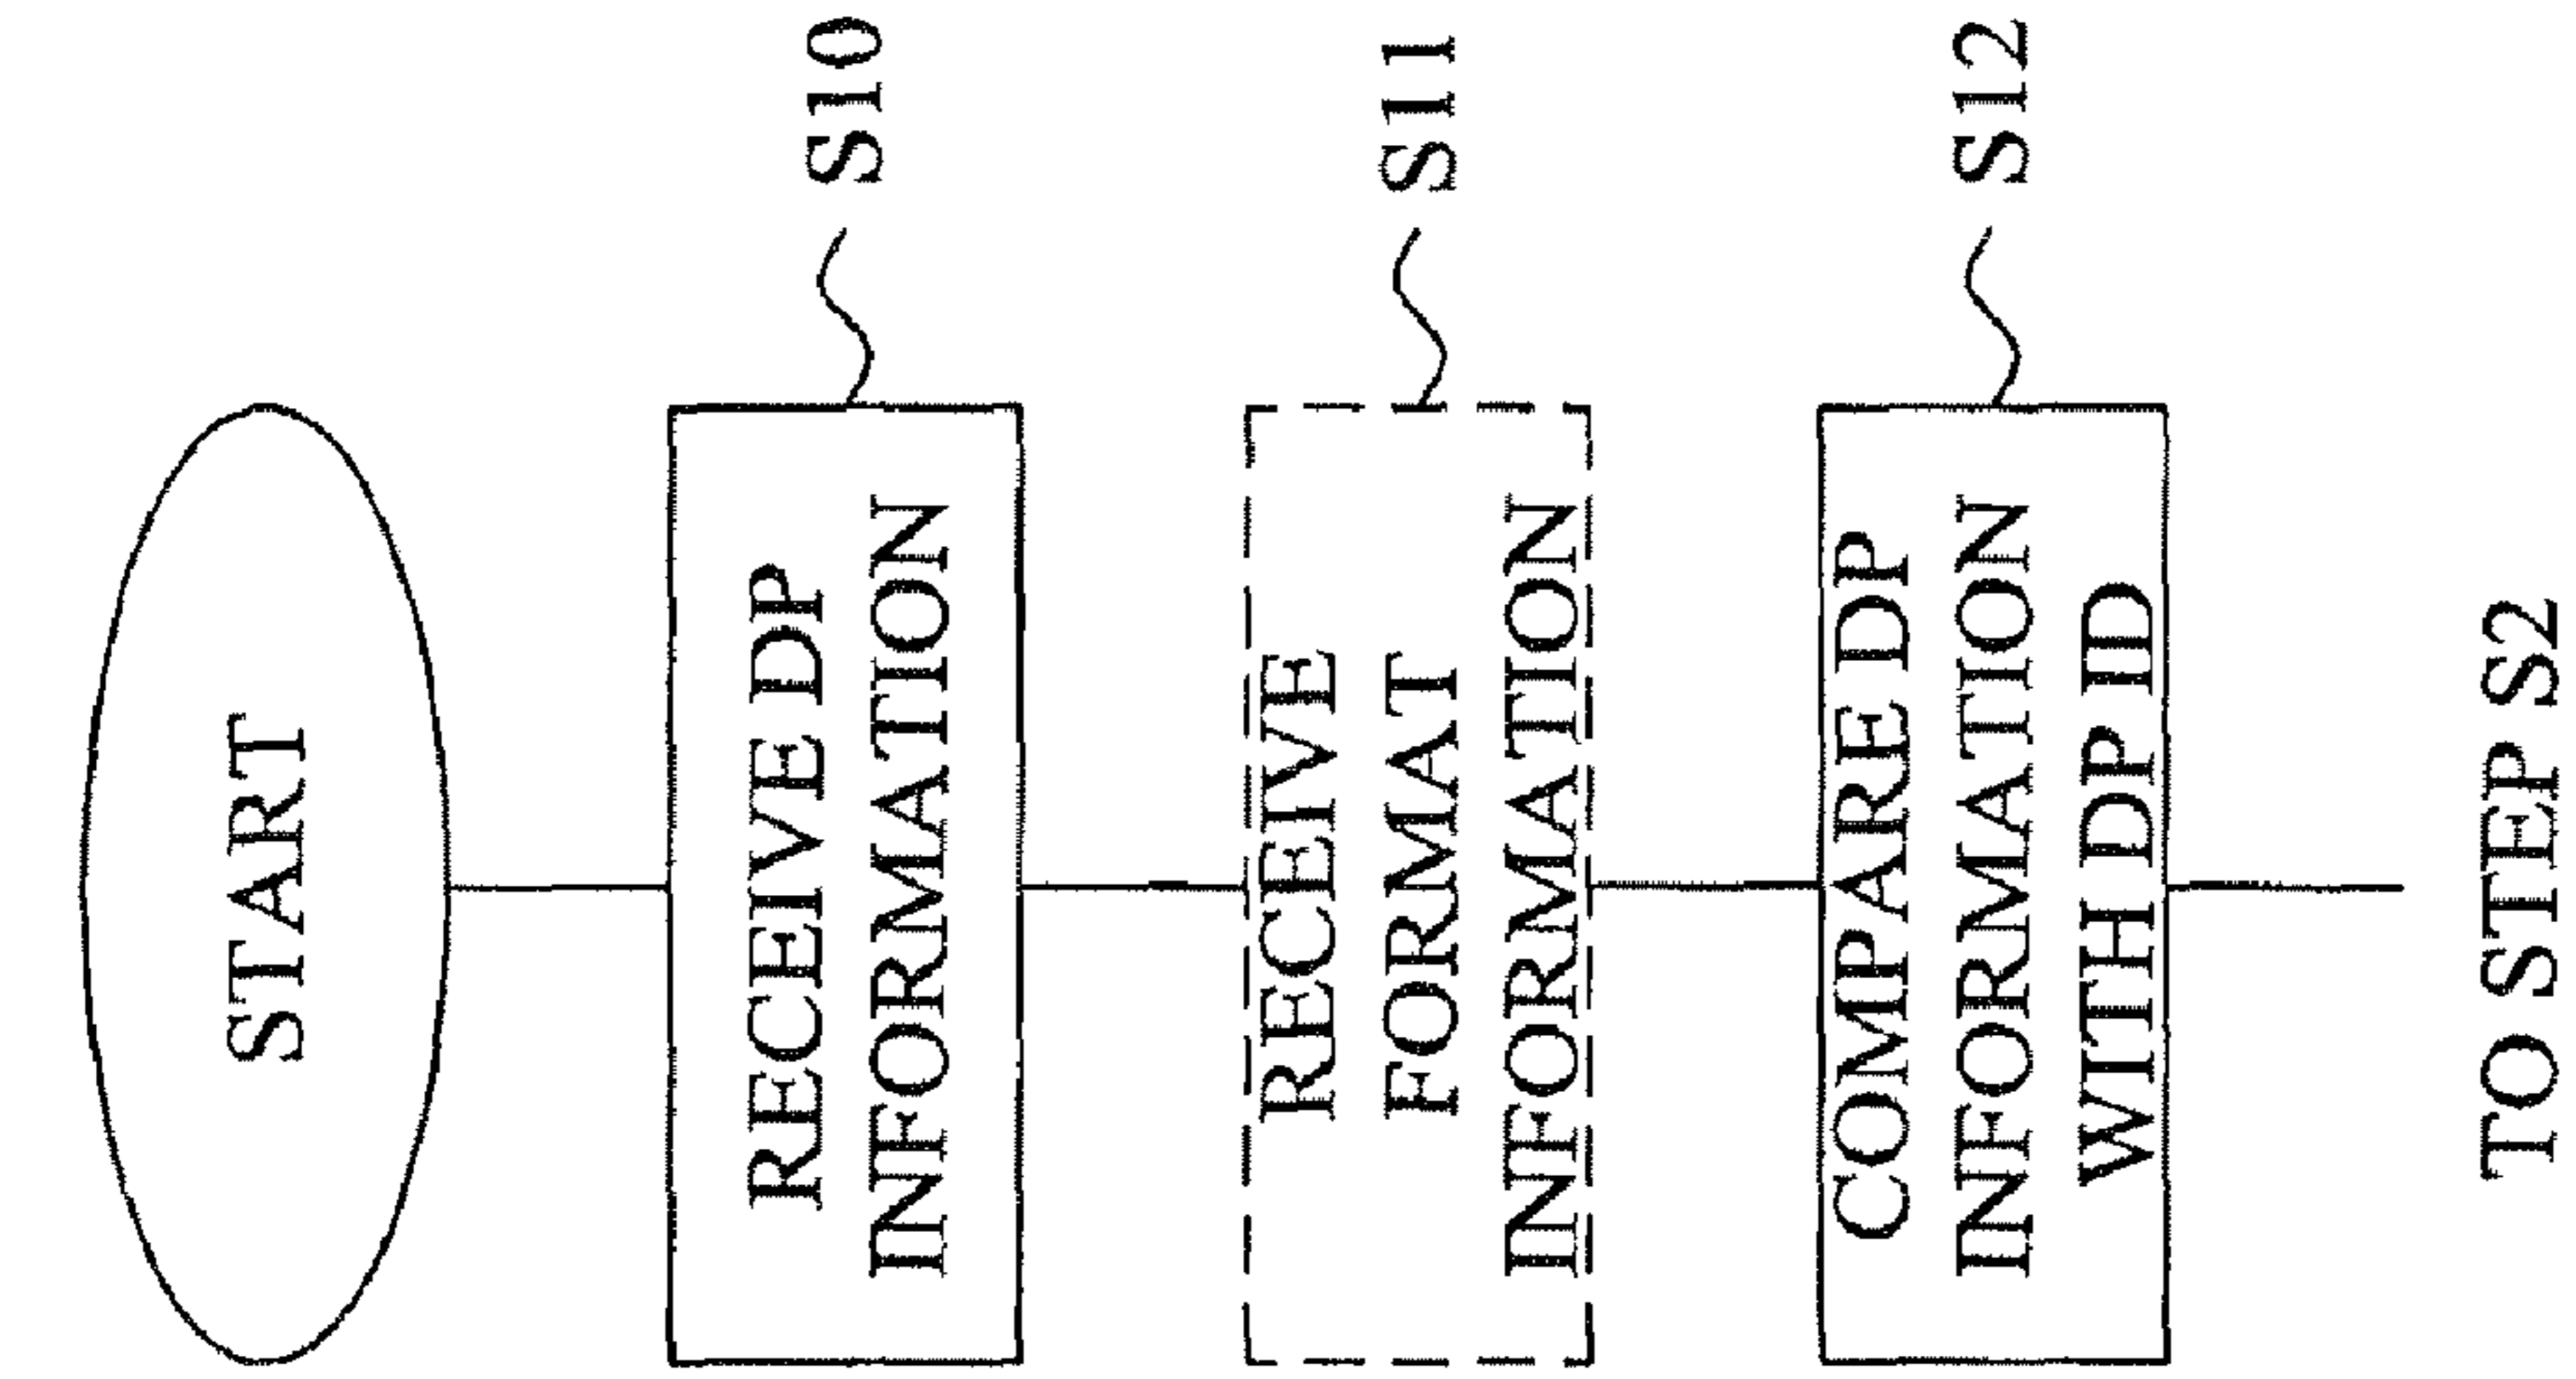 START
RECEIVE DP
INFORMATION
S10
RECEIVE
FORMAT
INFORMATION
S11
COMPARE DP
INFORMATION
WITH DP ID
S12
TO STEP S2